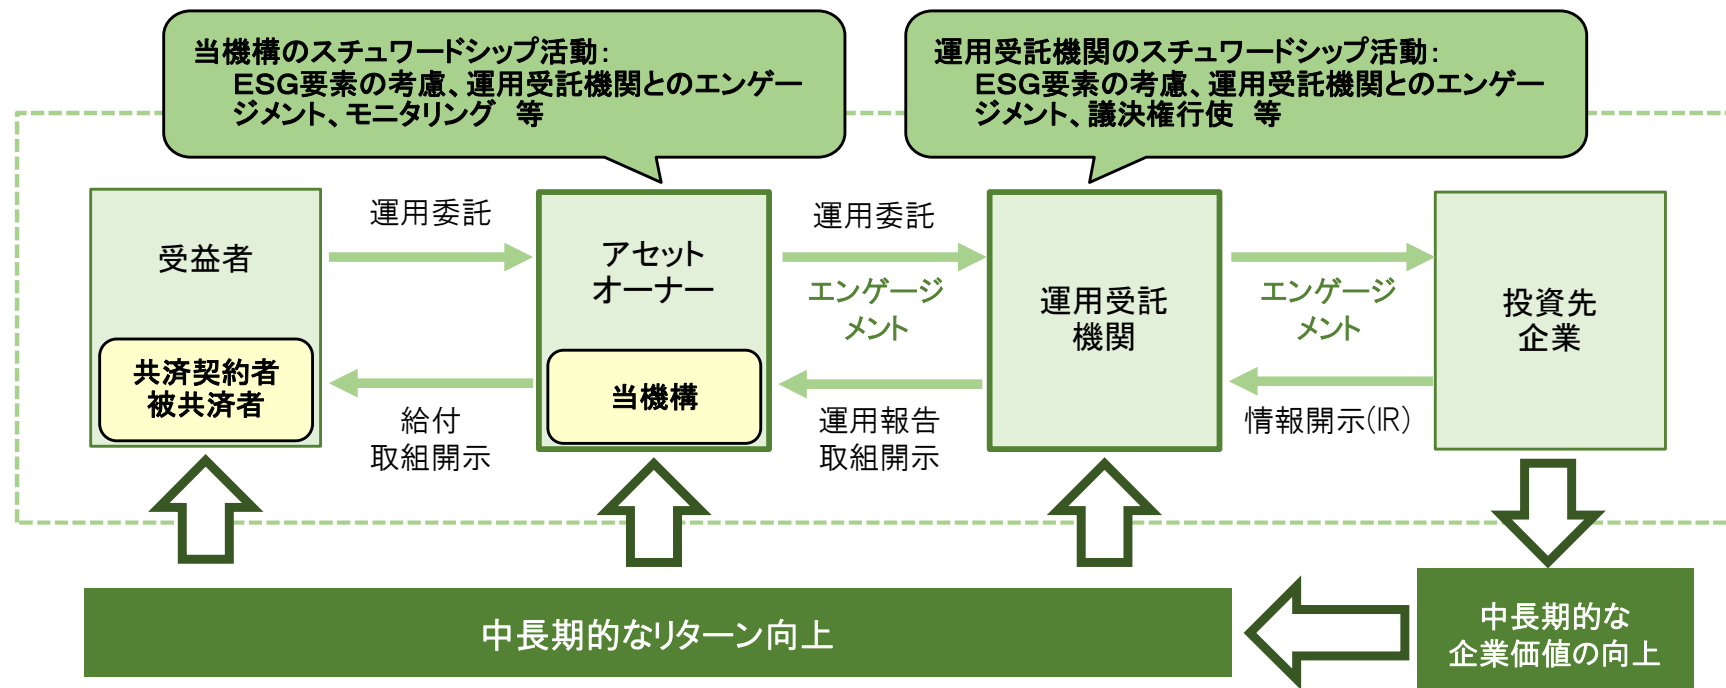 当機構のスチュワードシップ活動:
ESG要素の考慮、運用受託機関とのエンゲー
ジメント、モニタリング 等
運用受託機関のスチュワードシップ活動:
ESG要素の考慮、運用受託機関とのエンゲー
ジメント、議決権行使 等
受益者
共済契約者
被共済者
運用委託
給付
取組開示
アセット
オーナー
当機構
運用委託
エンゲージ
メント
運用報告
取組開示
運用受託
機関
エンゲージ
メント
情報開示(IR)
投資先
企業
中長期的なリターン向上
中長期的な
企業価値の向上